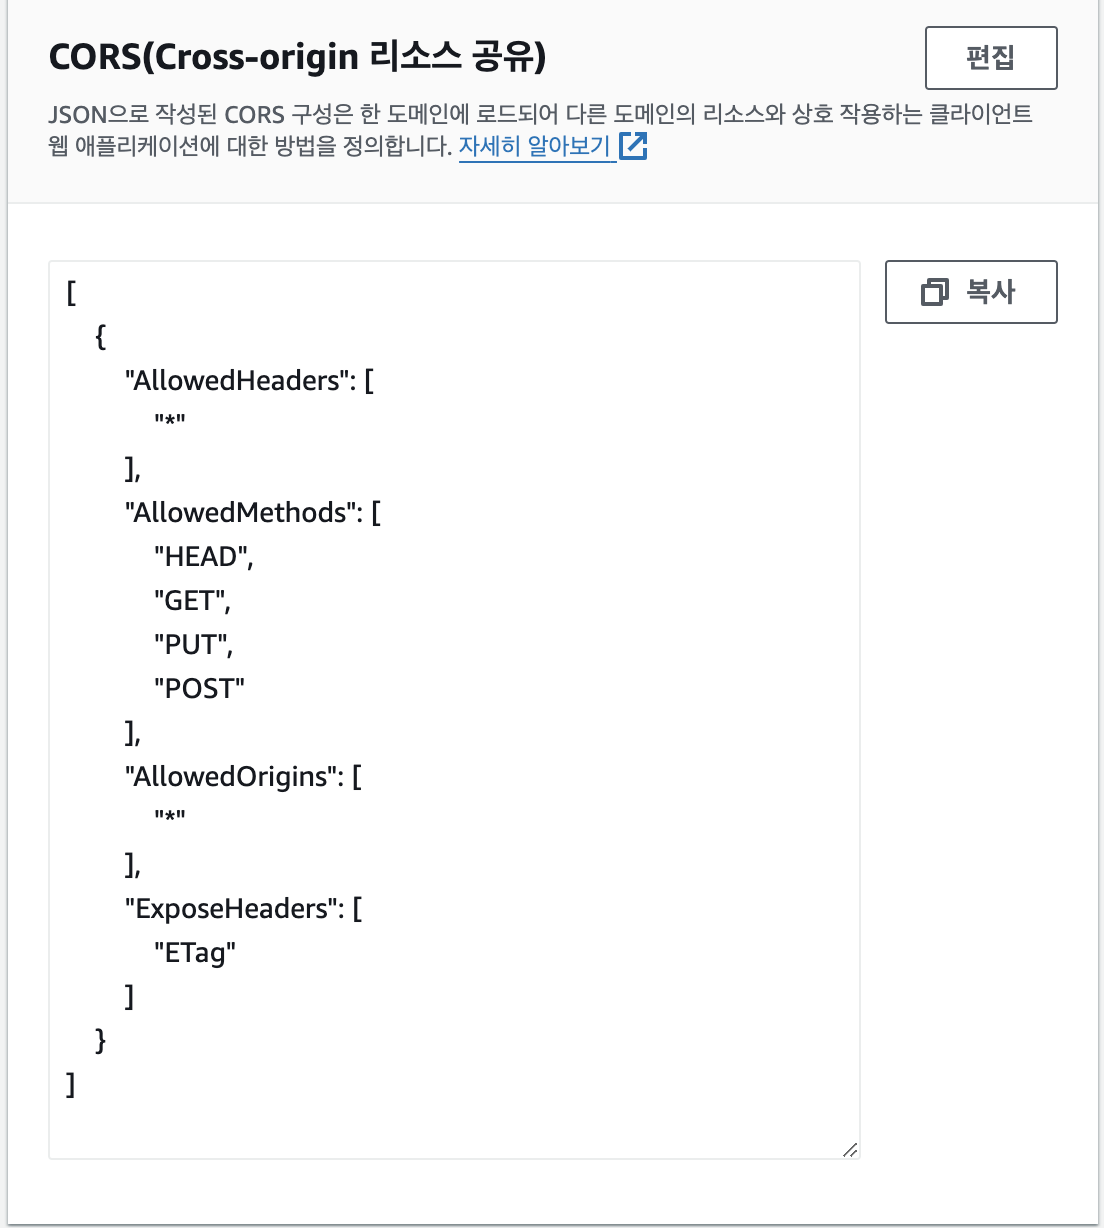 CORS(Cross-origin 리소스 공유)
편집
JSON으로 작성된 CORS 구성은 한 도메인에 로드되어 다른 도메인의 리소스와 상호 작용하는 클라이언트
웹 애플리케이션에 대한 방법을 정의합니다. 자세히 알아보기
복사
[
{
"AllowedHeaders": [
"*"
],
"AllowedMethods": [
"HEAD",
"GET",
"PUT",
"POST"
],
"AllowedOrigins": [
"*"
],
"ExposeHeaders": [
"ETag"
]
}
]